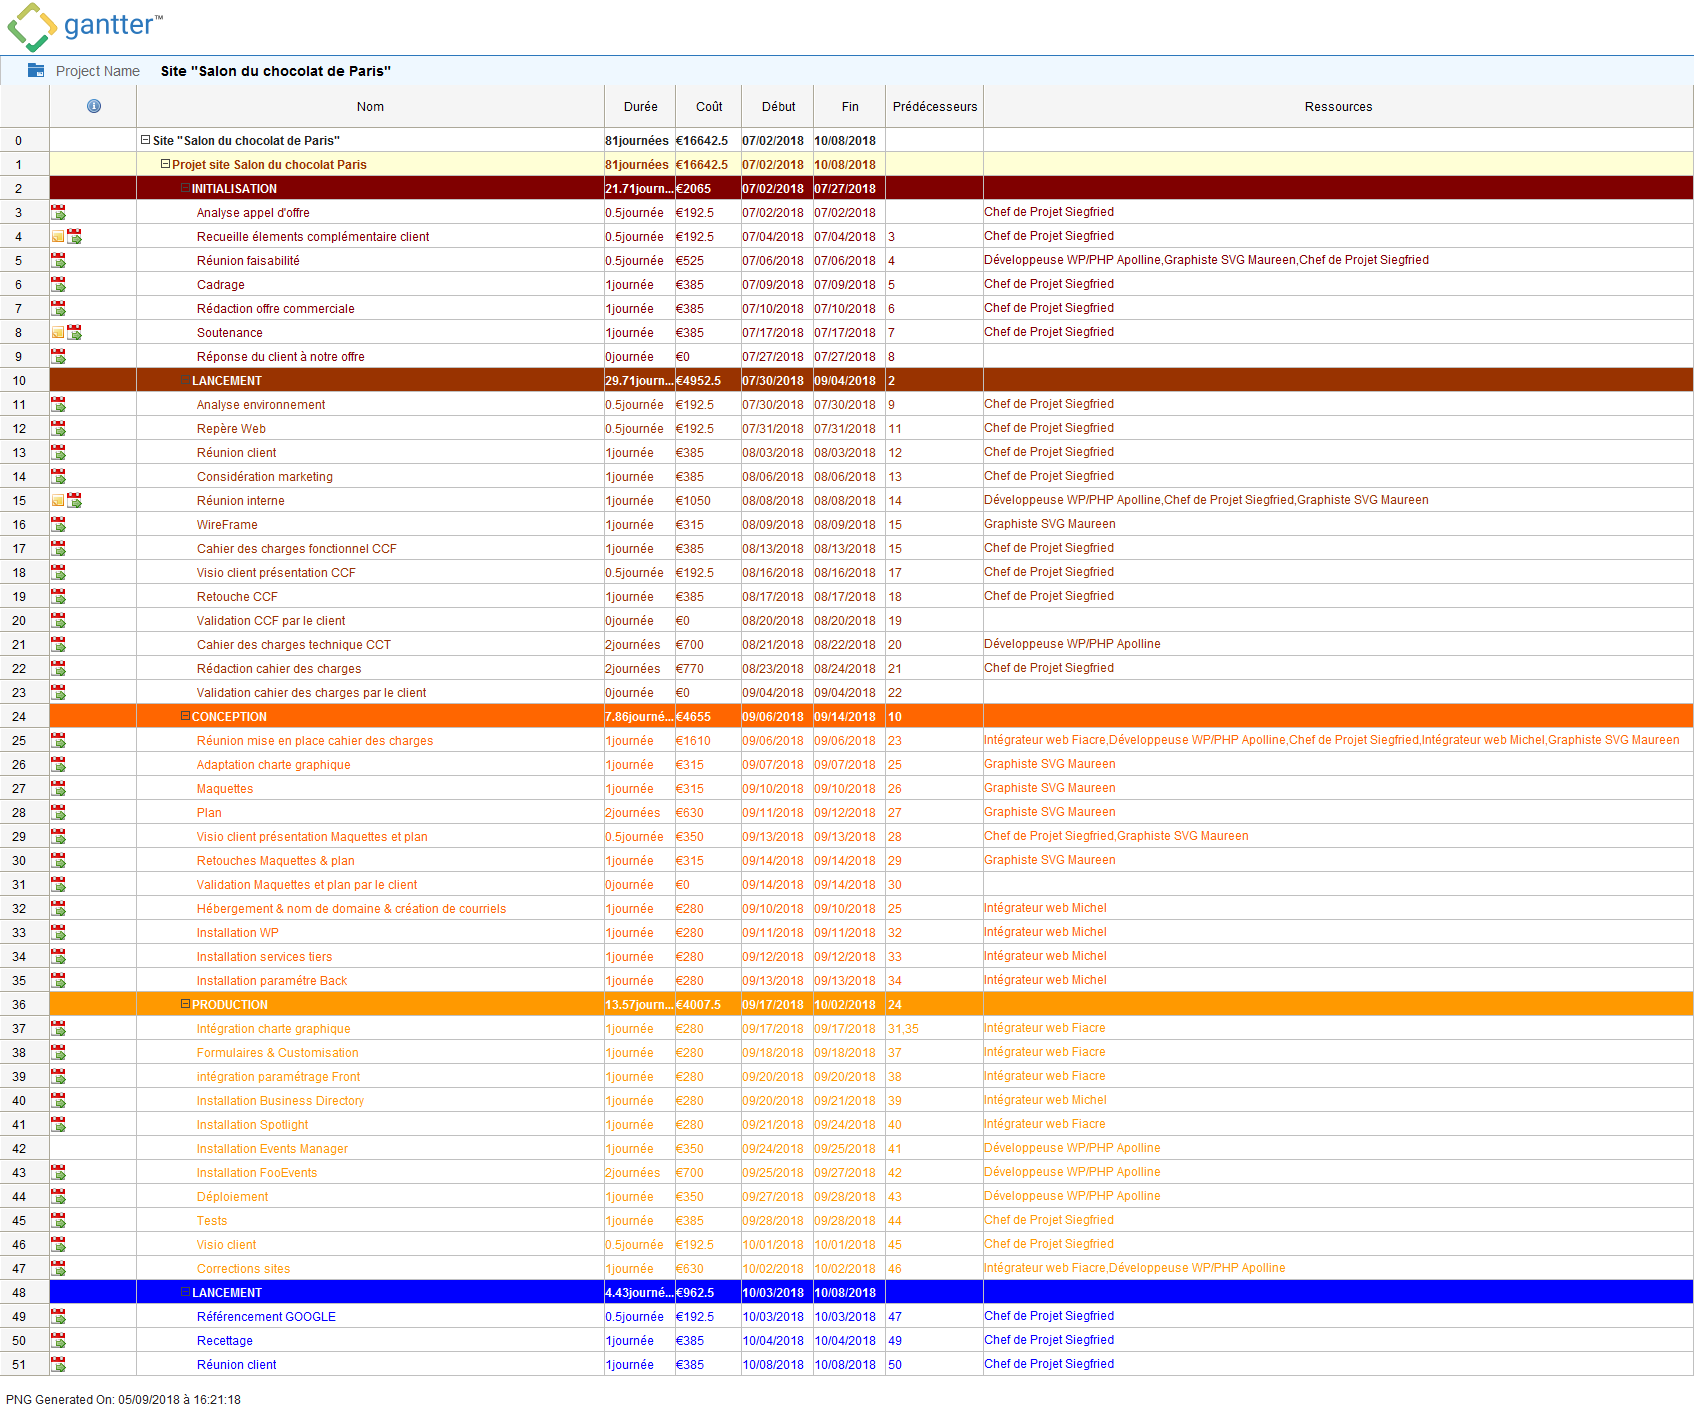 gantter™
Project Name Site "Salon du chocolat de Paris"
Nom Durée Coût Début Fin Prédécesseurs Ressources
0 Site "Salon du chocolat de Paris" 81journées €16642.5 07/02/2018 10/08/2018
1 Projet site Salon du chocolat Paris 81journées €16642.5 07/02/2018 10/08/2018
2 INITIALISATION 21.71journ... €2065 07/02/2018 07/27/2018
3 Analyse appel d'offre 0.5journée €192.5 07/02/2018 07/02/2018 Chef de Projet Siegfried
4 Recueille élements complémentaire client 0.5journée €192.5 07/04/2018 07/04/2018 3 Chef de Projet Siegfried
5 Réunion faisabilité 0.5journée €525 07/06/2018 07/06/2018 4 Développeuse WP/PHP Apolline,Graphiste SVG Maureen,Chef de Projet Siegfried
6 Cadrage 1journée €385 07/09/2018 07/09/2018 5 Chef de Projet Siegfried
7 Rédaction offre commerciale 1journée €385 07/10/2018 07/10/2018 6 Chef de Projet Siegfried
8 Soutenance 1journée €385 07/17/2018 07/17/2018 7 Chef de Projet Siegfried
9 Réponse du client à notre offre 0journée €0 07/27/2018 07/27/2018 8
10 LANCEMENT 29.71journ... €4952.5 07/30/2018 09/04/2018 2
11 Analyse environnement 0.5journée €192.5 07/30/2018 07/30/2018 9 Chef de Projet Siegfried
12 Repère Web 0.5journée €192.5 07/31/2018 07/31/2018 11 Chef de Projet Siegfried
13 Réunion client 1journée €385 08/03/2018 08/03/2018 12 Chef de Projet Siegfried
14 Considération marketing 1journée €385 08/06/2018 08/06/2018 13 Chef de Projet Siegfried
15 Réunion interne 1journée €1050 08/08/2018 08/08/2018 14 Développeuse WP/PHP Apolline,Chef de Projet Siegfried,Graphiste SVG Maureen
16 WireFrame 1journée €315 08/09/2018 08/09/2018 15 Graphiste SVG Maureen
17 Cahier des charges fonctionnel CCF 1journée €385 08/13/2018 08/13/2018 15 Chef de Projet Siegfried
18 Visio client présentation CCF 0.5journée €192.5 08/16/2018 08/16/2018 17 Chef de Projet Siegfried
19 Retouche CCF 1journée €385 08/17/2018 08/17/2018 18 Chef de Projet Siegfried
20 Validation CCF par le client 0journée €0 08/20/2018 08/20/2018 19
21 Cahier des charges technique CCT 2journées €700 08/21/2018 08/22/2018 20 Développeuse WP/PHP Apolline
22 Rédaction cahier des charges 2journées €770 08/23/2018 08/24/2018 21 Chef de Projet Siegfried
23 Validation cahier des charges par le client 0journée €0 09/04/2018 09/04/2018 22
24 CONCEPTION 7.86journé... €4655 09/06/2018 09/14/2018 10
25 Réunion mise en place cahier des charges 1journée €1610 09/06/2018 09/06/2018 23 Intégrateur web Fiacre,Développeuse WP/PHP Apolline,Chef de Projet Siegfried,Intégrateur web Michel,Graphiste SVG Maureen
26 Adaptation charte graphique 1journée €315 09/07/2018 09/07/2018 25 Graphiste SVG Maureen
27 Maquettes 1journée €315 09/10/2018 09/10/2018 26 Graphiste SVG Maureen
28 Plan 2journées €630 09/11/2018 09/12/2018 27 Graphiste SVG Maureen
29 Visio client présentation Maquettes et plan 0.5journée €350 09/13/2018 09/13/2018 28 Chef de Projet Siegfried,Graphiste SVG Maureen
30 Retouches Maquettes & plan 1journée €315 09/14/2018 09/14/2018 29 Graphiste SVG Maureen
31 Validation Maquettes et plan par le client 0journée €0 09/14/2018 09/14/2018 30
32 Hébergement & nom de domaine & création de courriels 1journée €280 09/10/2018 09/10/2018 25 Intégrateur web Michel
33 Installation WP 1journée €280 09/11/2018 09/11/2018 32 Intégrateur web Michel
34 Installation services tiers 1journée €280 09/12/2018 09/12/2018 33 Intégrateur web Michel
35 Installation paramétre Back 1journée €280 09/13/2018 09/13/2018 34 Intégrateur web Michel
36 PRODUCTION 13.57journ... €4007.5 09/17/2018 10/02/2018 24
37 Intégration charte graphique 1journée €280 09/17/2018 09/17/2018 31,35 Intégrateur web Fiacre
38 Formulaires & Customisation 1journée €280 09/18/2018 09/18/2018 37 Intégrateur web Fiacre
39 intégration paramétrage Front 1journée €280 09/20/2018 09/20/2018 38 Intégrateur web Fiacre
40 Installation Business Directory 1journée €280 09/20/2018 09/21/2018 39 Intégrateur web Michel
41 Installation Spotlight 1journée €280 09/21/2018 09/24/2018 40 Intégrateur web Fiacre
42 Installation Events Manager 1journée €350 09/24/2018 09/25/2018 41 Développeuse WP/PHP Apolline
43 Installation FooEvents 2journées €700 09/25/2018 09/27/2018 42 Développeuse WP/PHP Apolline
44 Déploiement 1journée €350 09/27/2018 09/28/2018 43 Développeuse WP/PHP Apolline
45 Tests 1journée €385 09/28/2018 09/28/2018 44 Chef de Projet Siegfried
46 Visio client 0.5journée €192.5 10/01/2018 10/01/2018 45 Chef de Projet Siegfried
47 Corrections sites 1journée €630 10/02/2018 10/02/2018 46 Intégrateur web Fiacre,Développeuse WP/PHP Apolline
48 LANCEMENT 4.43journé... €962.5 10/03/2018 10/08/2018
49 Référencement GOOGLE 0.5journée €192.5 10/03/2018 10/03/2018 47 Chef de Projet Siegfried
50 Recettage 1journée €385 10/04/2018 10/04/2018 49 Chef de Projet Siegfried
51 Réunion client 1journée €385 10/08/2018 10/08/2018 50 Chef de Projet Siegfried
PNG Generated On: 05/09/2018 à 16:21:18